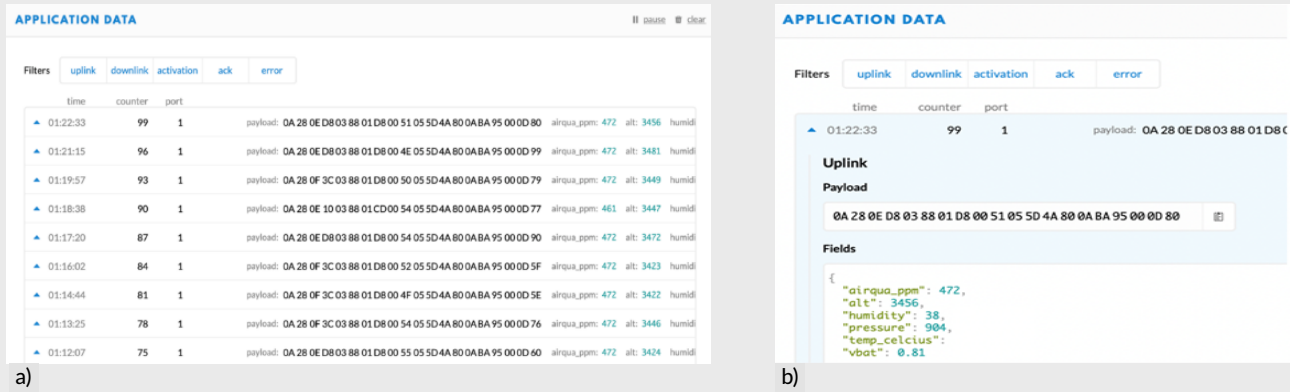 APPLICATION DATA
pause clear
Filters uplink downlink activation ack error
time counter port
01:22:33 99 1 payload: 0A 28 0E D8 03 88 01 D8 00 51 05 5D 4A 80 0A BA 95 00 0D 80 airqua_ppm: 472 alt: 3456 humidi
01:21:15 96 1 payload: 0A 28 0E D8 03 88 01 D8 00 4E 05 5D 4A 80 0A BA 95 00 0D 99 airqua_ppm: 472 alt: 3481 humidi
01:19:57 93 1 payload: 0A 28 0F 3C 03 88 01 D8 00 50 05 5D 4A 80 0A BA 95 00 0D 79 airqua_ppm: 472 alt: 3449 humidi
01:18:38 90 1 payload: 0A 28 0E 10 03 88 01 CD 00 54 05 5D 4A 80 0A BA 95 00 0D 77 airqua_ppm: 461 alt: 3447 humidi
01:17:20 87 1 payload: 0A 28 0E D8 03 88 01 D8 00 54 05 5D 4A 80 0A BA 95 00 0D 90 airqua_ppm: 472 alt: 3472 humidi
01:16:02 84 1 payload: 0A 28 0F 3C 03 88 01 D8 00 52 05 5D 4A 80 0A BA 95 00 0D 5F airqua_ppm: 472 alt: 3423 humidi
01:14:44 81 1 payload: 0A 28 0F 3C 03 88 01 D8 00 4F 05 5D 4A 80 0A BA 95 00 0D 5E airqua_ppm: 472 alt: 3422 humidi
01:13:25 78 1 payload: 0A 28 0F 3C 03 88 01 D8 00 54 05 5D 4A 80 0A BA 95 00 0D 76 airqua_ppm: 472 alt: 3446 humidi
01:12:07 75 1 payload: 0A 28 0E D8 03 88 01 D8 00 55 05 5D 4A 80 0A BA 95 00 0D 60 airqua_ppm: 472 alt: 3424 humidi
a)
APPLICATION DATA
Filters uplink downlink activation ack error
time counter port
01:22:33 99 1 payload: 0A 28 0E D8 03 88 01 D8 0
Uplink
Payload
0A 28 0E D8 03 88 01 D8 00 51 05 5D 4A 80 0A BA 95 00 0D 80
Fields
{
"airqua_ppm": 472,
"alt": 3456,
"humidity": 38,
"pressure": 904,
"temp_celcius":
"vbat": 0.81
b)